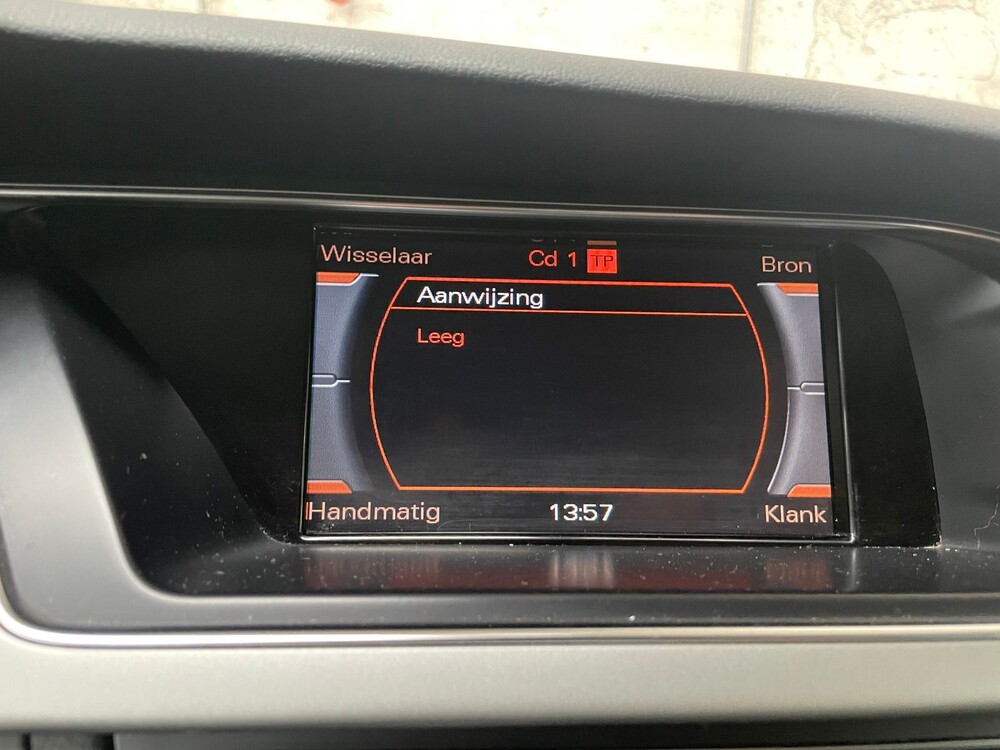 Wisselaar Cd 1 TP Bron
Aanwijzing
Leeg
Handmatig 13:57 Klank